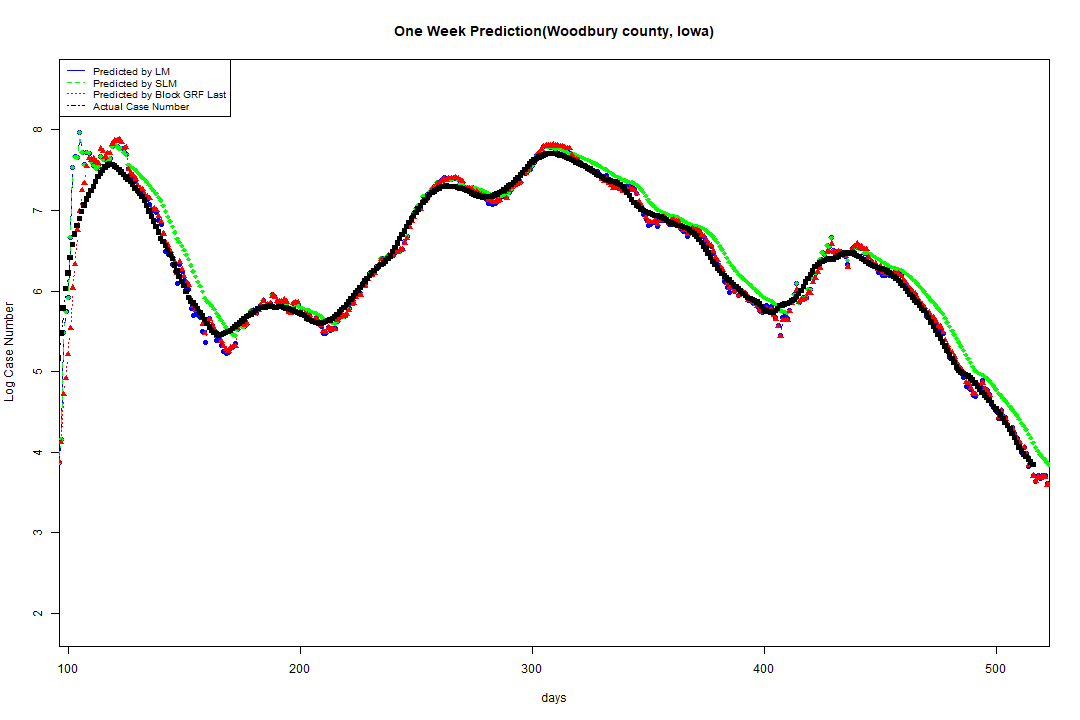 One Week Prediction(Woodbury county, Iowa)
Predicted by LM
Predicted by SLM
Predicted by Block GRF Last
Actual Case Number
8
7
6
5
4
3
2
Log Case Number
100 200 300 400 500
days